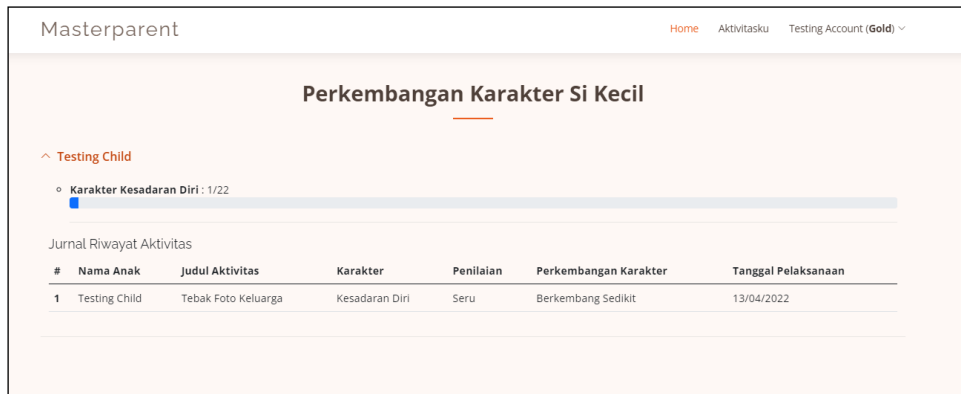 Masterparent
Home Aktivitasku Testing Account (Gold)
Perkembangan Karakter Si Kecil
Testing Child
Karakter Kesadaran Diri : 1/22
Jurnal Riwayat Aktivitas
# Nama Anak Judul Aktivitas Karakter Penilaian Perkembangan Karakter Tanggal Pelaksanaan
1 Testing Child Tebak Foto Keluarga Kesadaran Diri Seru Berkembang Sedikit 13/04/2022